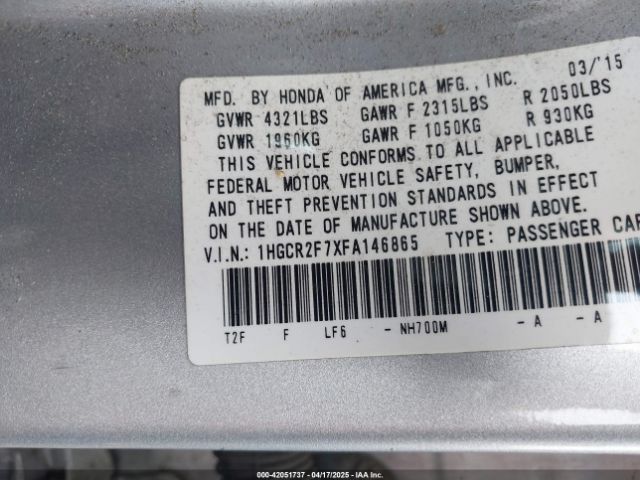 MFD. BY HONDA OF AMERICA MFG., INC. 03/'15
GVWR 4321LBS GAWR F 2315LBS R 2050LBS
GVWR 1960KG GAWR F 1050KG R 930KG
THIS VEHICLE CONFORMS TO ALL APPLICABLE
FEDERAL MOTOR VEHICLE SAFETY, BUMPER,
AND THEFT PREVENTION STANDARDS IN EFFECT
ON THE DATE OF MANUFACTURE SHOWN ABOVE.
V.I.N.: 1HGCR2F7XFA146865 TYPE: PASSENGER CAR
T2F F LF6 - NH700M - A - A
000-42051737 - 04/17/2025 - IAA Inc.